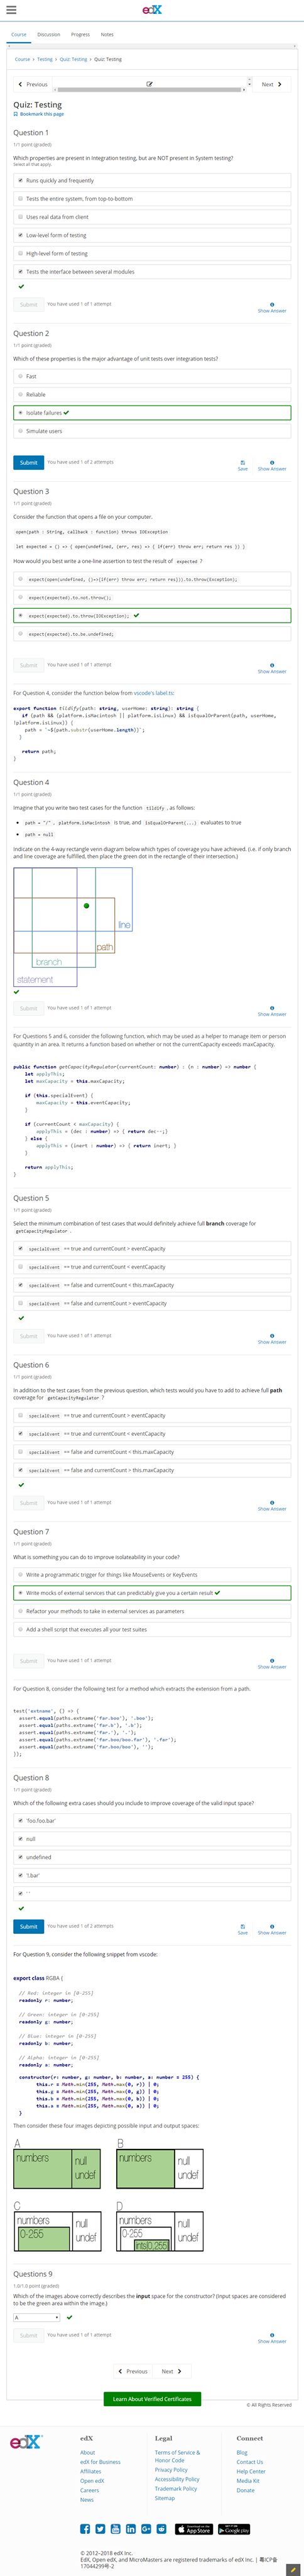 edX
Course Discussion Progress Notes
Course > Testing > Quiz: Testing > Quiz: Testing
Previous
Next
Quiz: Testing
Bookmark this page
Question 1
1/1 point (graded)
Which properties are present in Integration testing, but are NOT present in System testing?
Select all that apply.
Runs quickly and frequently
Tests the entire system, from top-to-bottom
Uses real data from client
Low-level form of testing
High-level form of testing
Tests the interface between several modules
Submit
You have used 1 of 1 attempt
Show Answer
Question 2
1/1 point (graded)
Which of these properties is the major advantage of unit tests over integration tests?
Fast
Reliable
Isolate failures
Simulate users
Submit
You have used 1 of 2 attempts
Save
Show Answer
Question 3
1/1 point (graded)
Consider the function that opens a file on your computer.
open(path : String, callback : function) throws IOException
let expected = () => { open(undefined, (err, res) => { if(err) throw err; return res }) }
How would you best write a one-line assertion to test the result of expected ?
expect(open(undefined, ()=>{if(err) throw err; return res})).to.throw(Exception);
expect(expected).to.not.throw();
expect(expected).to.throw(IOException);
expect(expected).to.be.undefined;
Submit
You have used 1 of 1 attempt
Show Answer
For Question 4, consider the function below from vscode's label.ts:
export function tildify(path: string, userHome: string): string {
if (path && (platform.isMacintosh || platform.isLinux) && isEqualOrParent(path, userHome,
!platform.isLinux)) {
path = `~${path.substr(userHome.length)}`;
}
return path;
}
Question 4
1/1 point (graded)
Imagine that you write two test cases for the function tildify , as follows:
path = "/" , platform.isMacintosh is true, and isEqualOrParent(...) evaluates to true
path = null
Indicate on the 4-way rectangle venn diagram below which types of coverage you have achieved. (i.e. if only branch
and line coverage are fulfilled, then place the green dot in the rectangle of their intersection.)
line
path
branch
statement
Submit
You have used 1 of 1 attempt
Show Answer
For Questions 5 and 6, consider the following function, which may be used as a helper to manage item or person
quantity in an area. It returns a function based on whether or not the currentCapacity exceeds maxCapacity.
public function getCapacityRegulator(currentCount: number) : (n : number) => number {
let applyThis;
let maxCapacity = this.maxCapacity;
if (this.specialEvent) {
maxCapacity = this.eventCapacity;
}
if (currentCount < maxCapacity) {
applyThis = (dec : number) => { return dec--;}
} else {
applyThis = (inert : number) => { return inert; }
}
return applyThis;
}
Question 5
1/1 point (graded)
Select the minimum combination of test cases that would definitely achieve full branch coverage for
getCapacityRegulator .
specialEvent == true and currentCount > eventCapacity
specialEvent == true and currentCount < eventCapacity
specialEvent == false and currentCount < this.maxCapacity
specialEvent == false and currentCount > eventCapacity
Submit
You have used 1 of 1 attempt
Show Answer
Question 6
1/1 point (graded)
In addition to the test cases from the previous question, which tests would you have to add to achieve full path
coverage for getCapacityRegulator ?
specialEvent == true and currentCount > eventCapacity
specialEvent == true and currentCount < eventCapacity
specialEvent == false and currentCount < this.maxCapacity
specialEvent == false and currentCount > this.maxCapacity
Submit
You have used 1 of 1 attempt
Show Answer
Question 7
1/1 point (graded)
What is something you can do to improve isolateability in your code?
Write a programmatic trigger for things like MouseEvents or KeyEvents
Write mocks of external services that can predictably give you a certain result
Refactor your methods to take in external services as parameters
Add a shell script that executes all your test suites
Submit
You have used 1 of 1 attempt
Show Answer
For Question 8, consider the following test for a method which extracts the extension from a path.
test('extname', () => {
assert.equal(paths.extname('far.boo'), '.boo');
assert.equal(paths.extname('far.b'), '.b');
assert.equal(paths.extname('far.'), '.');
assert.equal(paths.extname('far.boo/boo.far'), '.far');
assert.equal(paths.extname('far.boo/boo'), '');
});
Question 8
1/1 point (graded)
Which of the following extra cases should you include to improve coverage of the valid input space?
'foo.foo.bar'
null
undefined
'!.bar'
' '
Submit
You have used 1 of 2 attempts
Save
Show Answer
For Question 9, consider the following snippet from vscode:
export class RGBA {
// Red: integer in [0-255]
readonly r: number;
// Green: integer in [0-255]
readonly g: number;
// Blue: integer in [0-255]
readonly b: number;
// Alpha: integer in [0-255]
readonly a: number;
constructor(r: number, g: number, b: number, a: number = 255) {
this.r = Math.min(255, Math.max(0, r)) | 0;
this.g = Math.min(255, Math.max(0, g)) | 0;
this.b = Math.min(255, Math.max(0, b)) | 0;
this.a = Math.min(255, Math.max(0, a)) | 0;
}
Then consider these four images depicting possible input and output spaces:
A B
numbers null undef
numbers null undef
C D
numbers 0-255 null undef
numbers 0-255 ints[0,255] null undef
Questions 9
1.0/1.0 point (graded)
Which of the images above correctly describes the input space for the constructor? (Input spaces are considered
to be the green area within the image.)
A
Submit
You have used 1 of 1 attempt
Show Answer
Previous Next
Learn About Verified Certificates
© All Rights Reserved
edX
edX
About
edX for Business
Affiliates
Open edX
Careers
News
Legal
Terms of Service &
Honor Code
Privacy Policy
Accessibility Policy
Trademark Policy
Sitemap
Connect
Blog
Contact Us
Help Center
Media Kit
Donate
App Store
Google play
© 2012–2018 edX Inc.
EdX, Open edX, and MicroMasters are registered trademarks of edX Inc. | 粤ICP备
17044299号-2